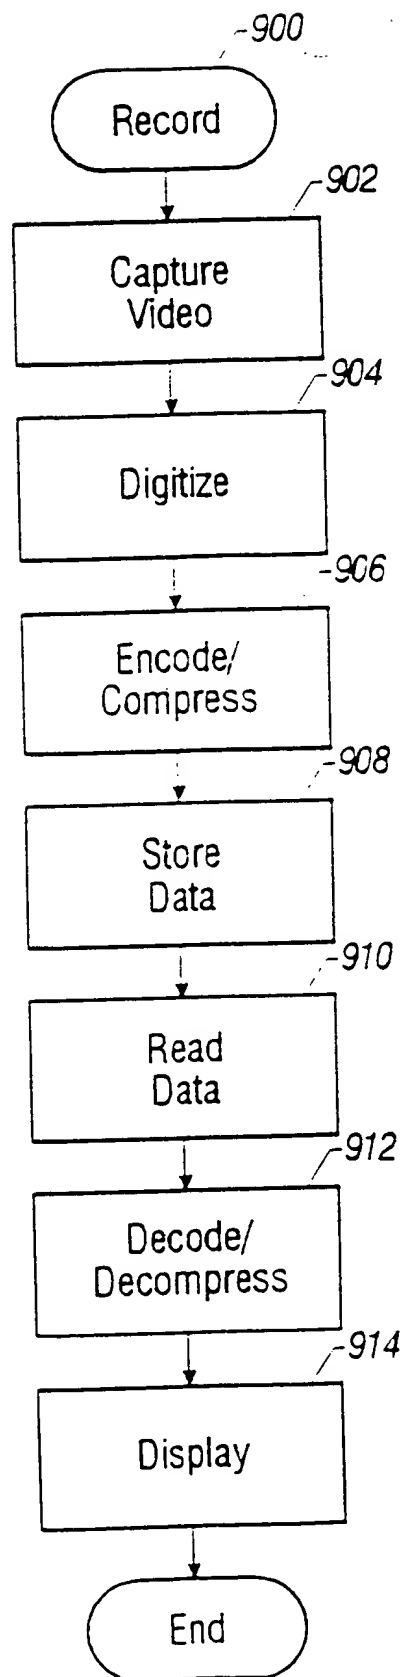 900
Record
902
Capture
Video
904
Digitize
906
Encode/
Compress
908
Store
Data
910
Read
Data
912
Decode/
Decompress
914
Display
End